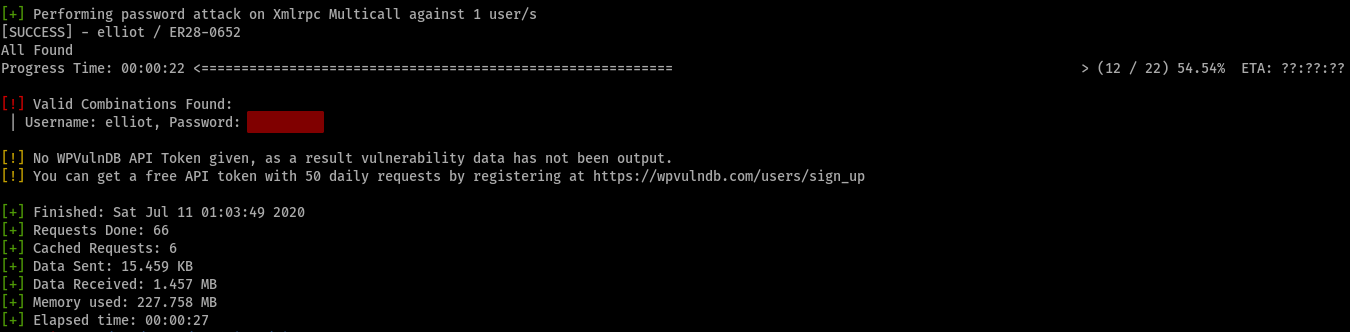 [+] Performing password attack on Xmlrpc Multicall against 1 user/s
[SUCCESS] - elliot / ER28-0652
All Found
Progress Time: 00:00:22 <=========================================================== > (12 / 22) 54.54%  ETA: ??:??:??
[!] Valid Combinations Found:
| Username: elliot, Password:
[!] No WPVulnDB API Token given, as a result vulnerability data has not been output.
[!] You can get a free API token with 50 daily requests by registering at https://wpvulndb.com/users/sign_up
[+] Finished: Sat Jul 11 01:03:49 2020
[+] Requests Done: 66
[+] Cached Requests: 6
[+] Data Sent: 15.459 KB
[+] Data Received: 1.457 MB
[+] Memory used: 227.758 MB
[+] Elapsed time: 00:00:27